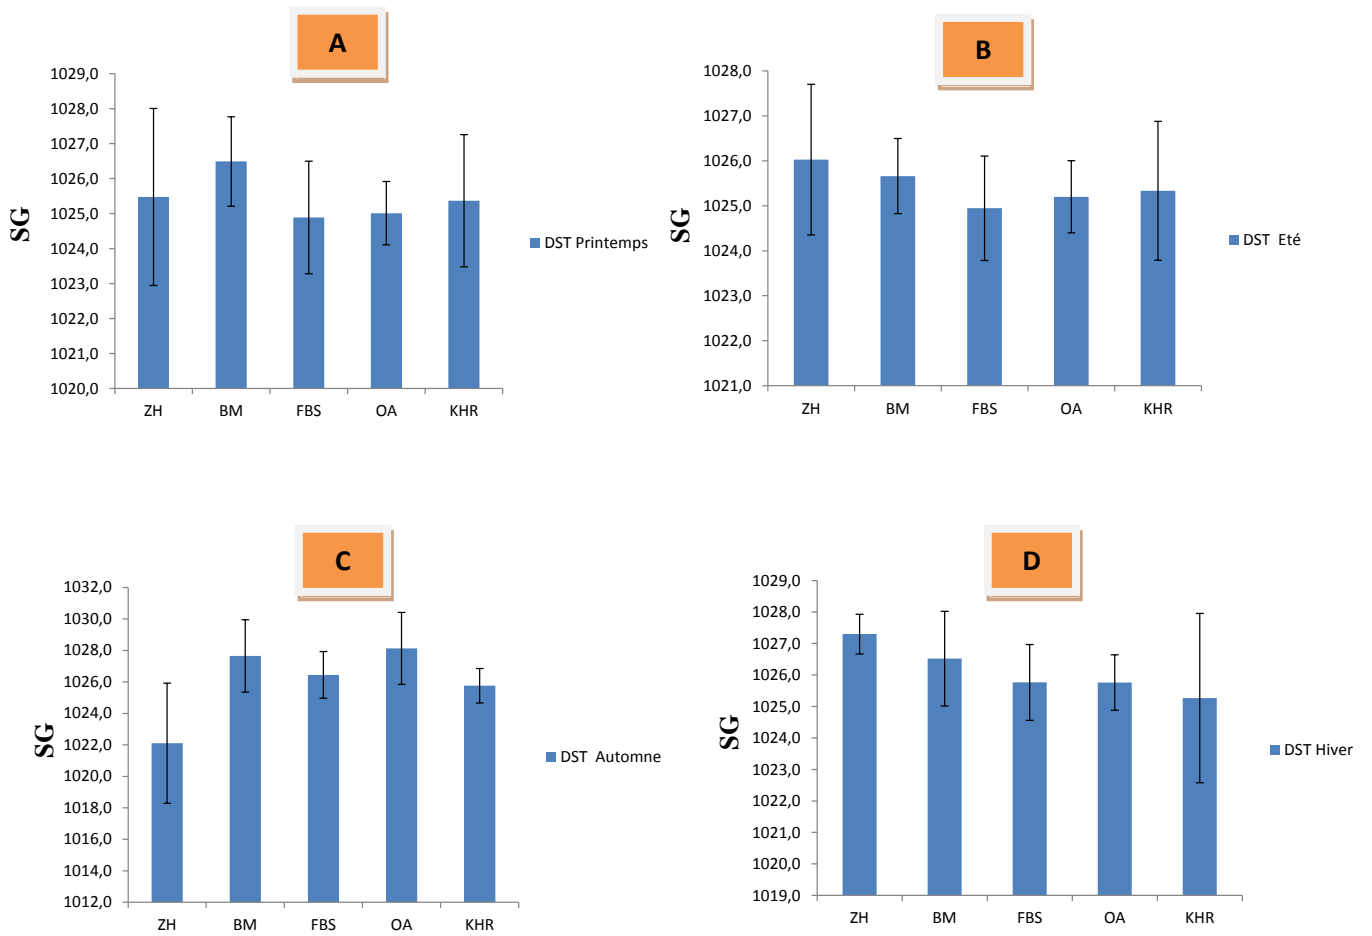 A
1029,0
1028,0
1027,0
1026,0
1025,0
1024,0
1023,0
1022,0
1021,0
1020,0
SG
ZH BM FBS OA KHR
DST Printemps
B
1028,0
1027,0
1026,0
1025,0
1024,0
1023,0
1022,0
1021,0
SG
ZH BM FBS OA KHR
DST Eté
C
1032,0
1030,0
1028,0
1026,0
1024,0
1022,0
1020,0
1018,0
1016,0
1014,0
1012,0
SG
ZH BM FBS OA KHR
DST Automne
D
1029,0
1028,0
1027,0
1026,0
1025,0
1024,0
1023,0
1022,0
1021,0
1020,0
1019,0
SG
ZH BM FBS OA KHR
DST Hiver